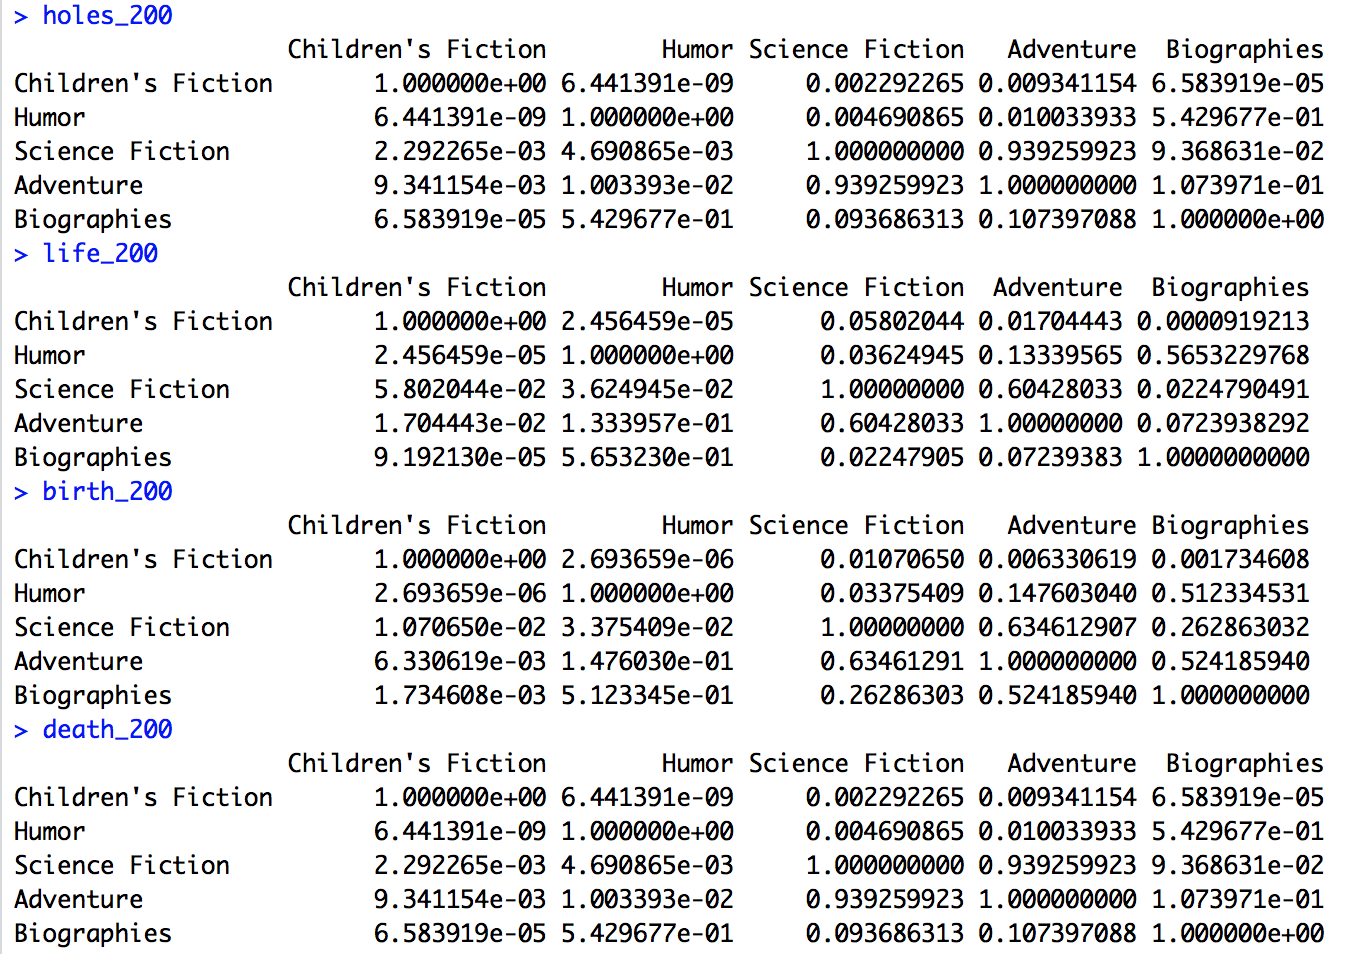 > holes_200
Children's Fiction Humor Science Fiction Adventure Biographies
Children's Fiction 1.000000e+00 6.441391e-09 0.002292265 0.009341154 6.583919e-05
Humor 6.441391e-09 1.000000e+00 0.004690865 0.010033933 5.429677e-01
Science Fiction 2.292265e-03 4.690865e-03 1.000000000 0.939259923 9.368631e-02
Adventure 9.341154e-03 1.003393e-02 0.939259923 1.000000000 1.073971e-01
Biographies 6.583919e-05 5.429677e-01 0.093686313 0.107397088 1.000000e+00
> life_200
Children's Fiction Humor Science Fiction Adventure Biographies
Children's Fiction 1.000000e+00 2.456459e-05 0.05802044 0.01704443 0.0000919213
Humor 2.456459e-05 1.000000e+00 0.03624945 0.13339565 0.5653229768
Science Fiction 5.802044e-02 3.624945e-02 1.00000000 0.60428033 0.0224790491
Adventure 1.704443e-02 1.333957e-01 0.60428033 1.00000000 0.0723938292
Biographies 9.192130e-05 5.653230e-01 0.02247905 0.07239383 1.0000000000
> birth_200
Children's Fiction Humor Science Fiction Adventure Biographies
Children's Fiction 1.000000e+00 2.693659e-06 0.01070650 0.006330619 0.001734608
Humor 2.693659e-06 1.000000e+00 0.03375409 0.147603040 0.512334531
Science Fiction 1.070650e-02 3.375409e-02 1.00000000 0.634612907 0.262863032
Adventure 6.330619e-03 1.476030e-01 0.63461291 1.000000000 0.524185940
Biographies 1.734608e-03 5.123345e-01 0.26286303 0.524185940 1.000000000
> death_200
Children's Fiction Humor Science Fiction Adventure Biographies
Children's Fiction 1.000000e+00 6.441391e-09 0.002292265 0.009341154 6.583919e-05
Humor 6.441391e-09 1.000000e+00 0.004690865 0.010033933 5.429677e-01
Science Fiction 2.292265e-03 4.690865e-03 1.000000000 0.939259923 9.368631e-02
Adventure 9.341154e-03 1.003393e-02 0.939259923 1.000000000 1.073971e-01
Biographies 6.583919e-05 5.429677e-01 0.093686313 0.107397088 1.000000e+00